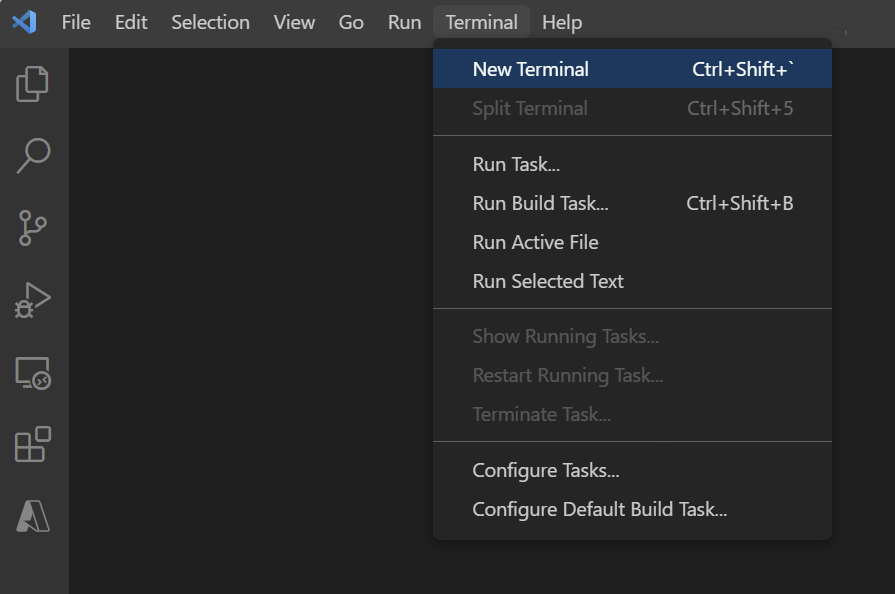 File Edit Selection View Go Run Terminal Help
New Terminal Ctrl+Shift+`
Split Terminal Ctrl+Shift+5
Run Task...
Run Build Task... Ctrl+Shift+B
Run Active File
Run Selected Text
Show Running Tasks...
Restart Running Task...
Terminate Task...
Configure Tasks...
Configure Default Build Task...